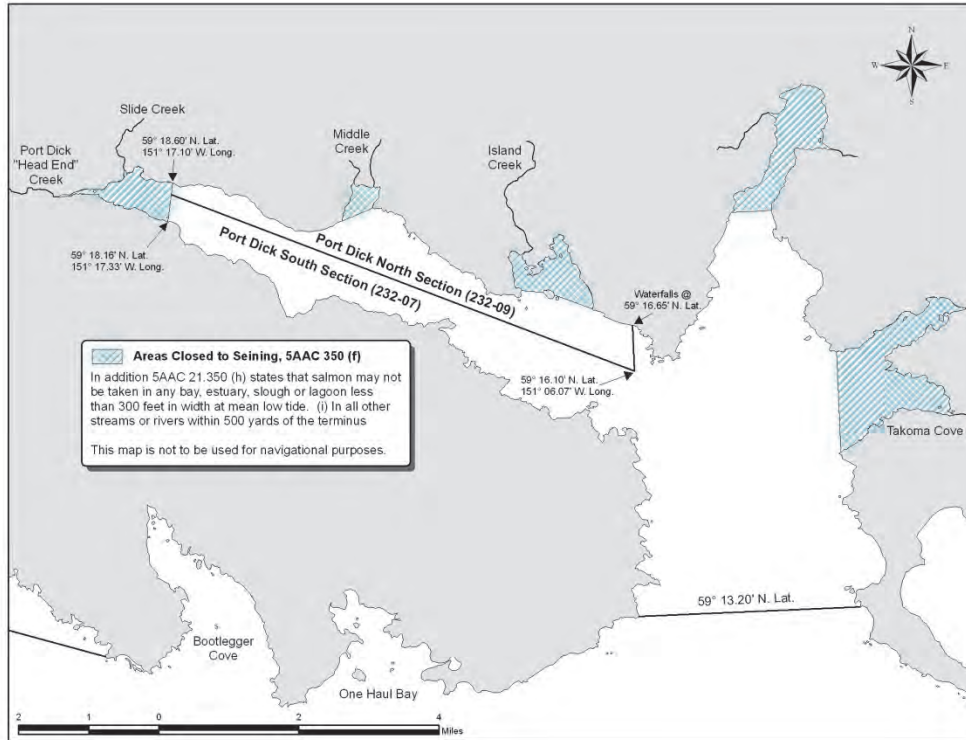 N
W
E
S
Slide Creek
59° 18.60' N. Lat.
151° 17.10' W. Long.
Middle
Creek
Island
Creek
Port Dick
"Head End"
Creek
59° 18.16' N. Lat.
151° 17.33' W. Long.
Port Dick North Section (232-09)
Port Dick South Section (232-07)
Waterfalls @
59° 16.65' N. Lat.
59° 16.10' N. Lat.
151° 06.07' W. Long.
Areas Closed to Seining, 5AAC 350 (f)
In addition 5AAC 21.350 (h) states that salmon may not
be taken in any bay, estuary, slough or lagoon less
than 300 feet in width at mean low tide. (i) In all other
streams or rivers within 500 yards of the terminus
This map is not to be used for navigational purposes.
Takoma Cove
59° 13.20' N. Lat.
Bootlegger
Cove
One Haul Bay
2 1 0 2 4
Miles